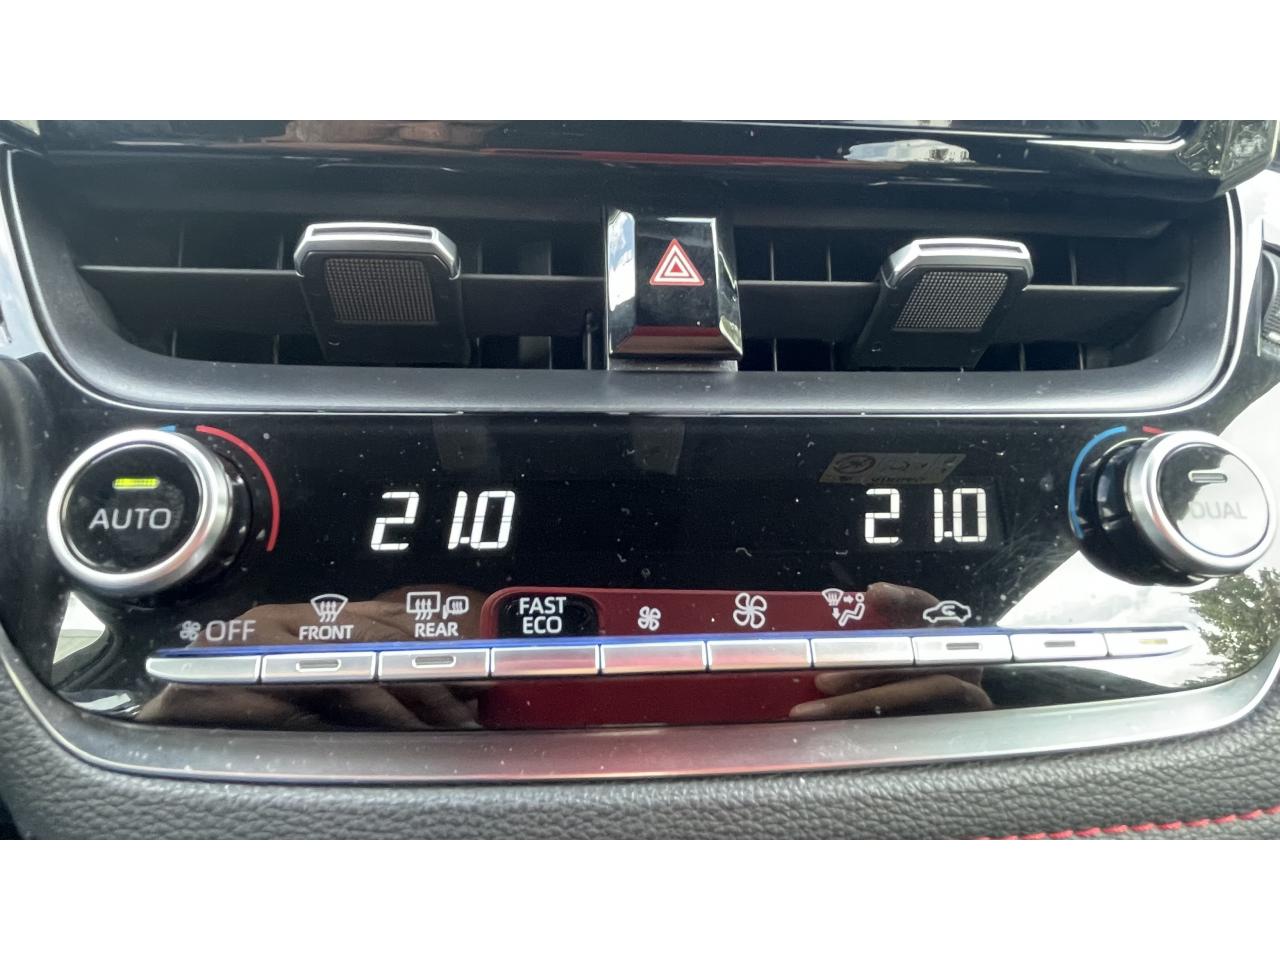 AUTO
21.0
21.0
DUAL
OFF
FRONT
REAR
FAST
ECO